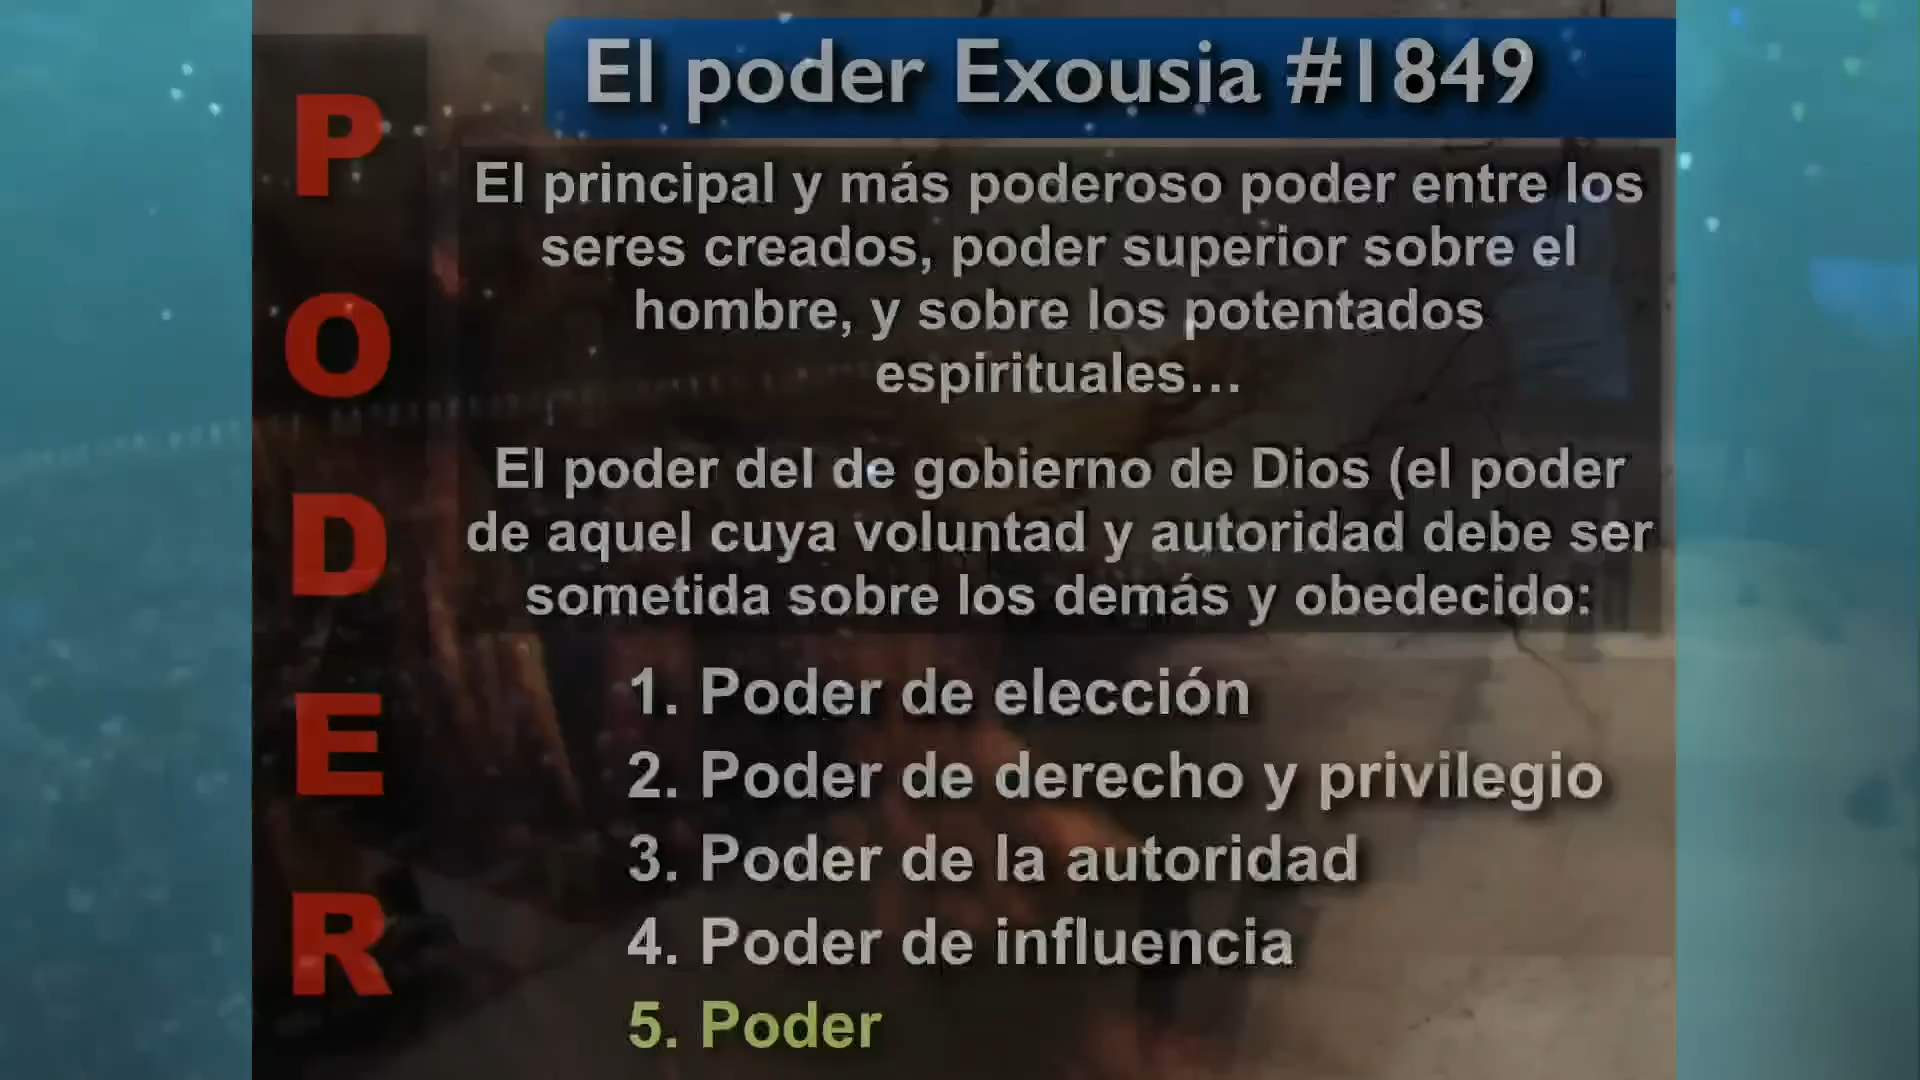 El poder Exousia #1849
PODER
El principal y más poderoso poder entre los
seres creados, poder superior sobre el
hombre, y sobre los potentados
espirituales…
El poder del de gobierno de Dios (el poder
de aquel cuya voluntad y autoridad debe ser
sometida sobre los demás y obedecido:
1. Poder de elección
2. Poder de derecho y privilegio
3. Poder de la autoridad
4. Poder de influencia
5. Poder